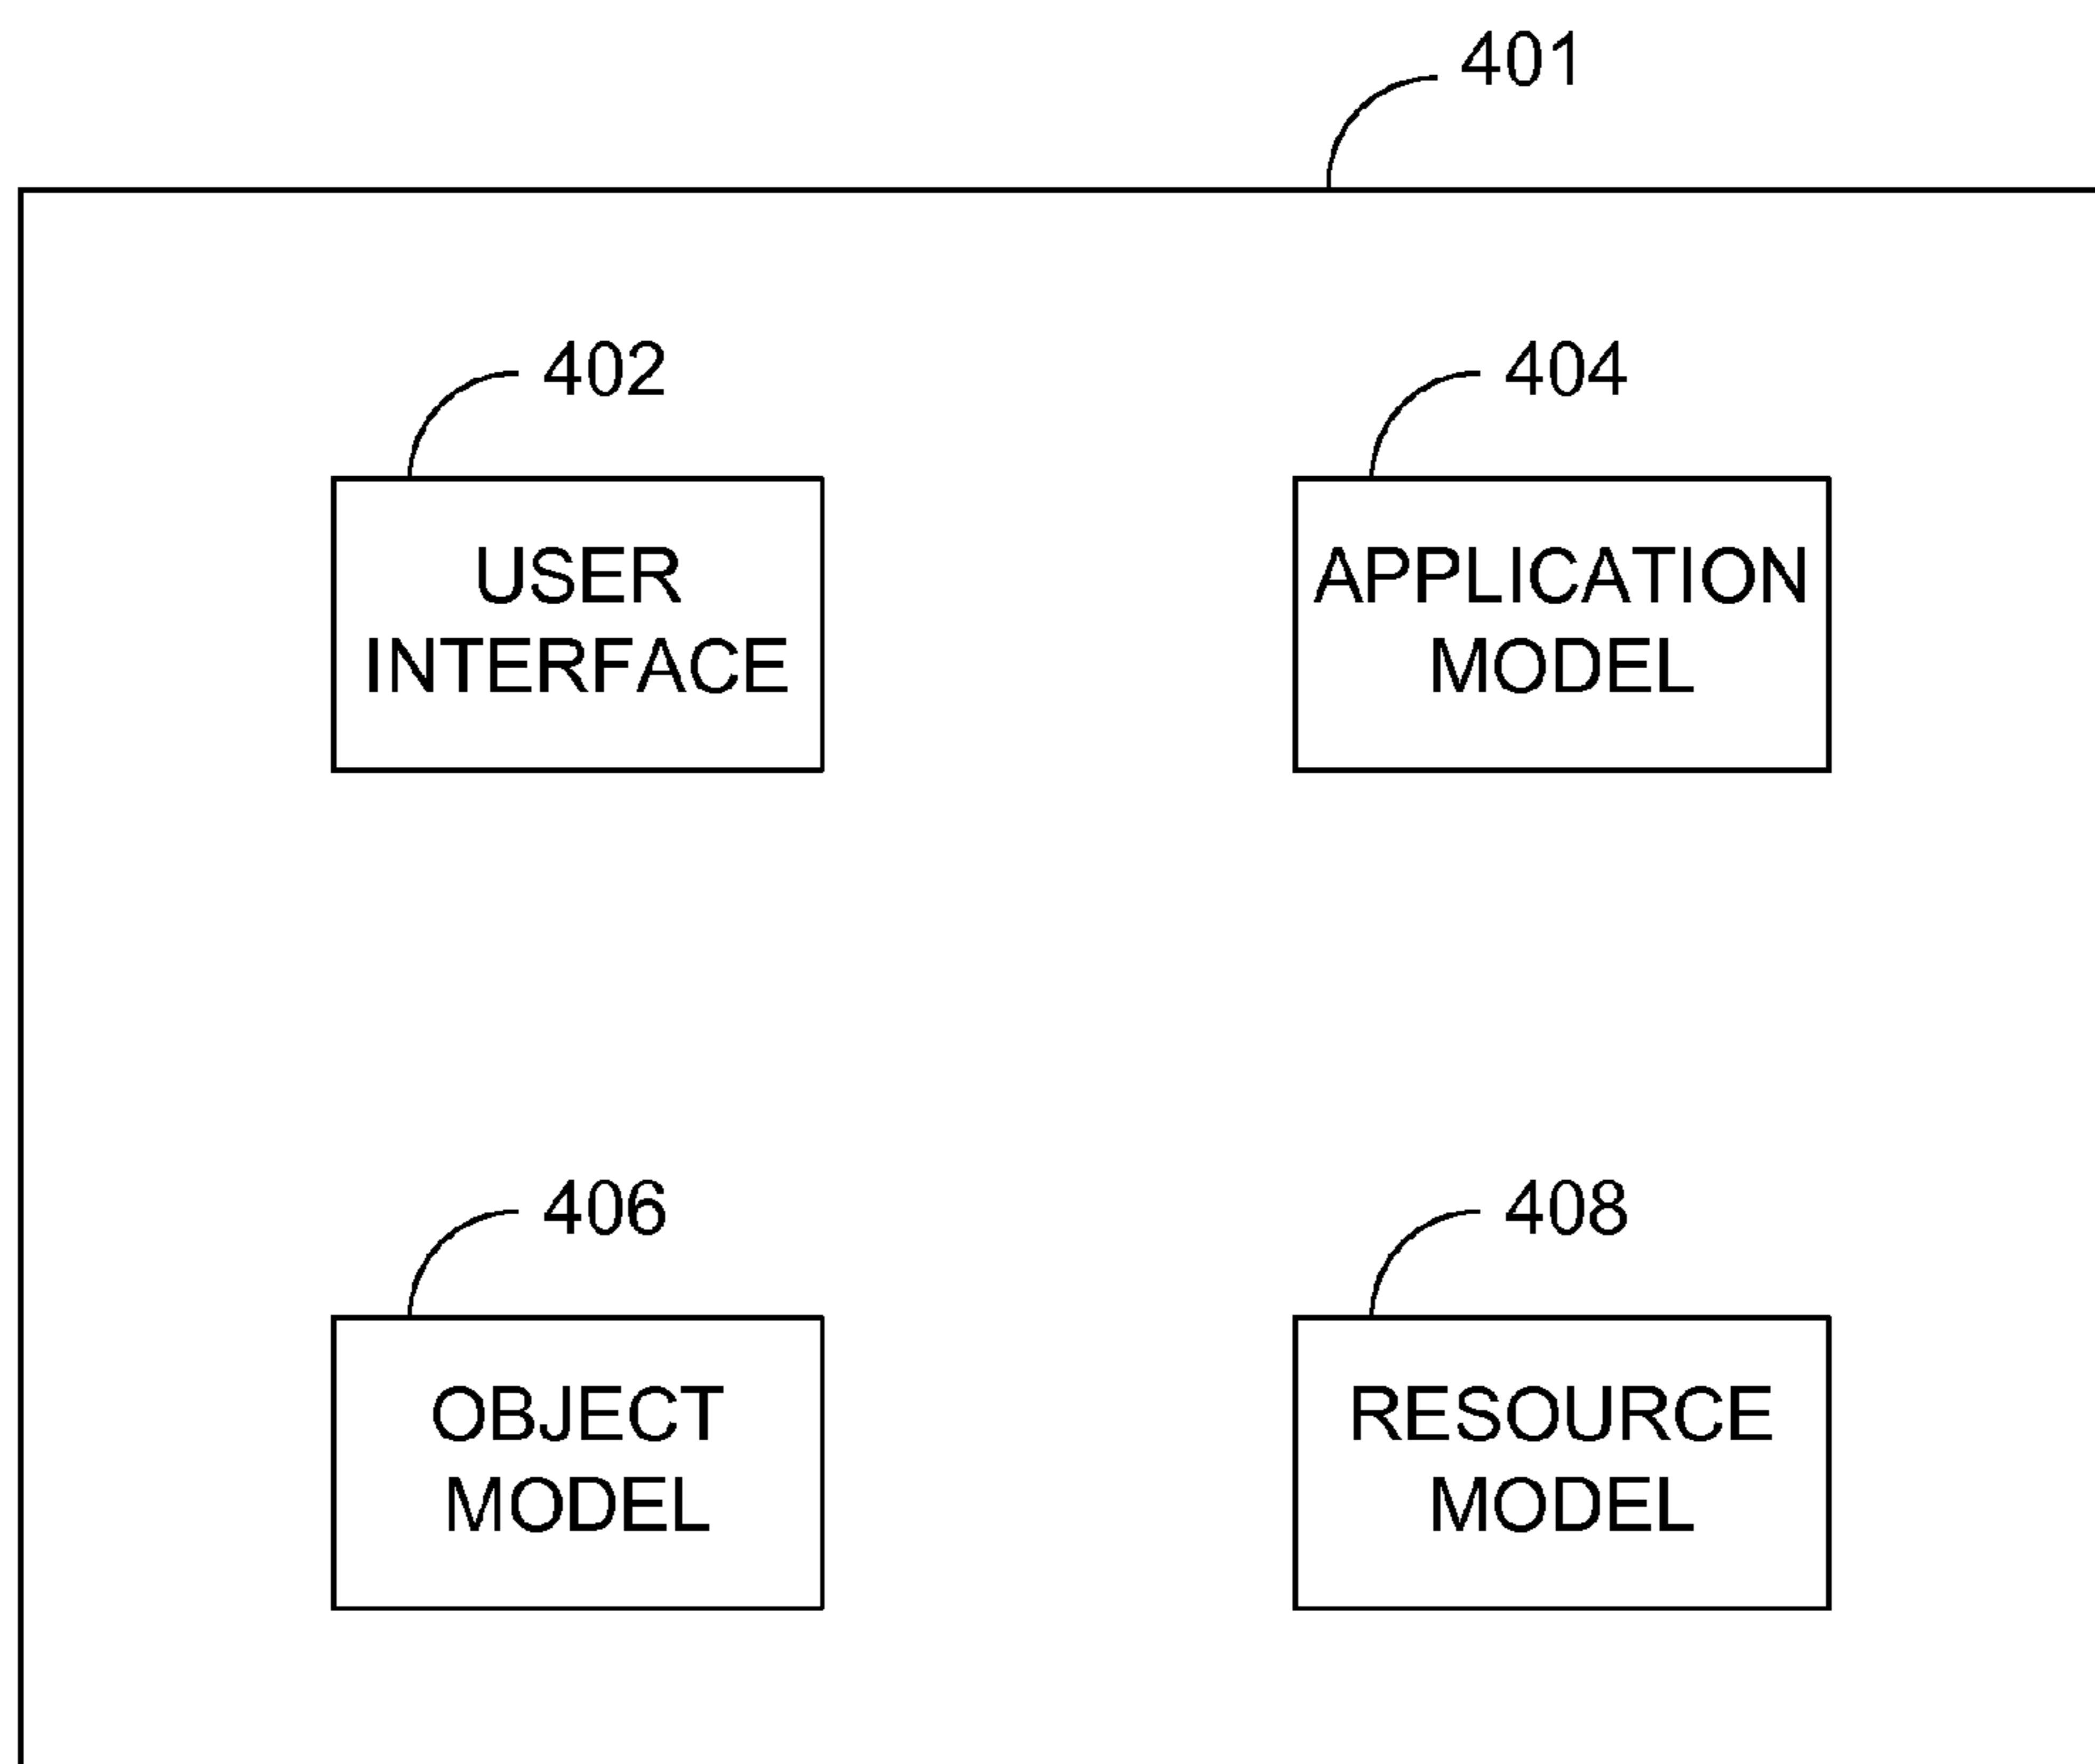 401
402
404
USER
INTERFACE
APPLICATION
MODEL
406
408
OBJECT
MODEL
RESOURCE
MODEL